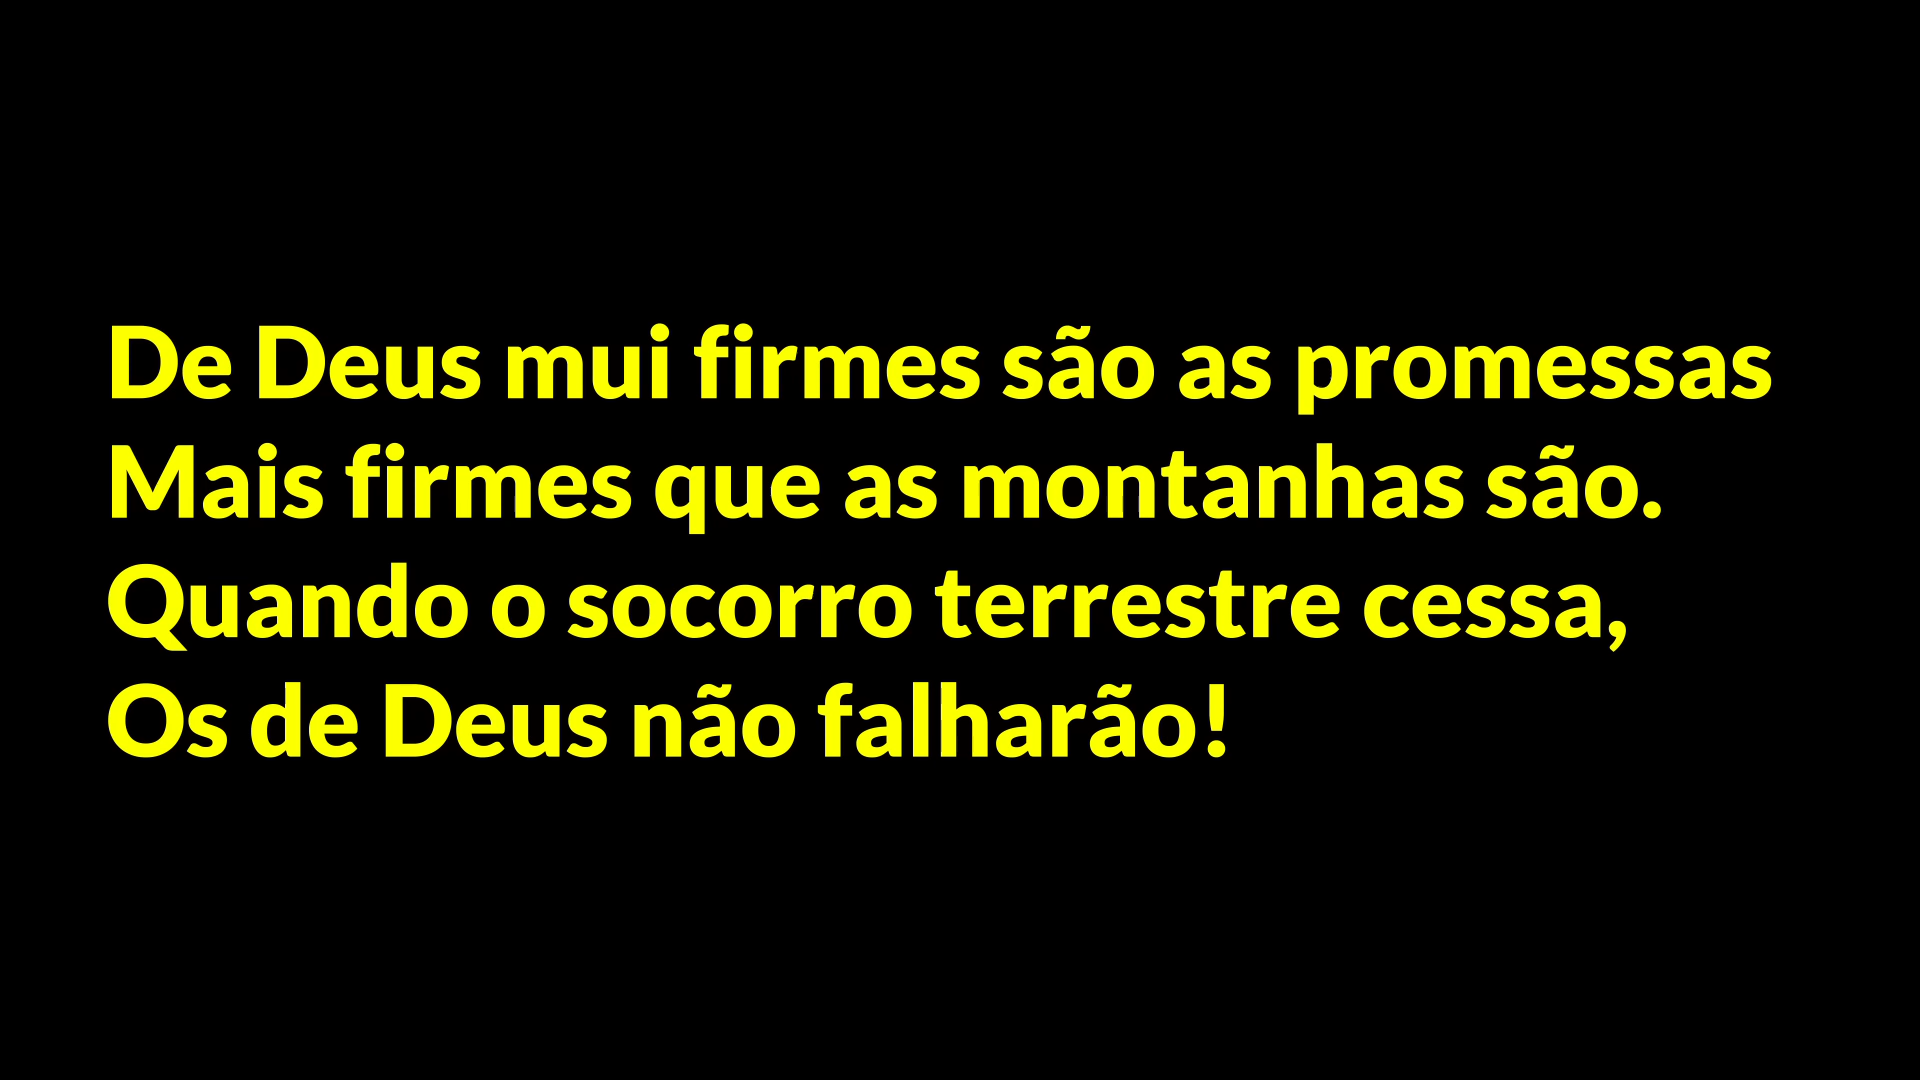 De Deus mui firmes são as promessas
Mais firmes que as montanhas são.
Quando o socorro terrestre cessa,
Os de Deus não falharão!